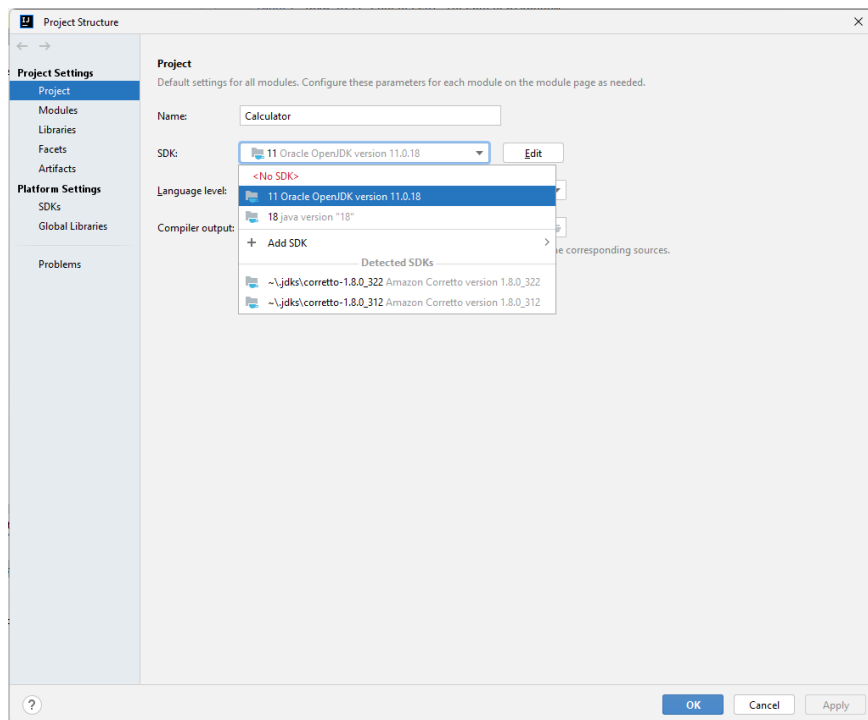 Project Structure
Project Settings
Project
Modules
Libraries
Facets
Artifacts
Platform Settings
SDKs
Global Libraries
Problems
Project
Default settings for all modules. Configure these parameters for each module on the module page as needed.
Name: Calculator
SDK: 11 Oracle OpenJDK version 11.0.18 Edit
<No SDK>
Language level: 11 Oracle OpenJDK version 11.0.18
18 java version "18"
Compiler output:
+ Add SDK
corresponding sources.
Detected SDKs
~\.jdks\corretto-1.8.0_322 Amazon Corretto version 1.8.0_322
~\.jdks\corretto-1.8.0_312 Amazon Corretto version 1.8.0_312
? OK Cancel Apply